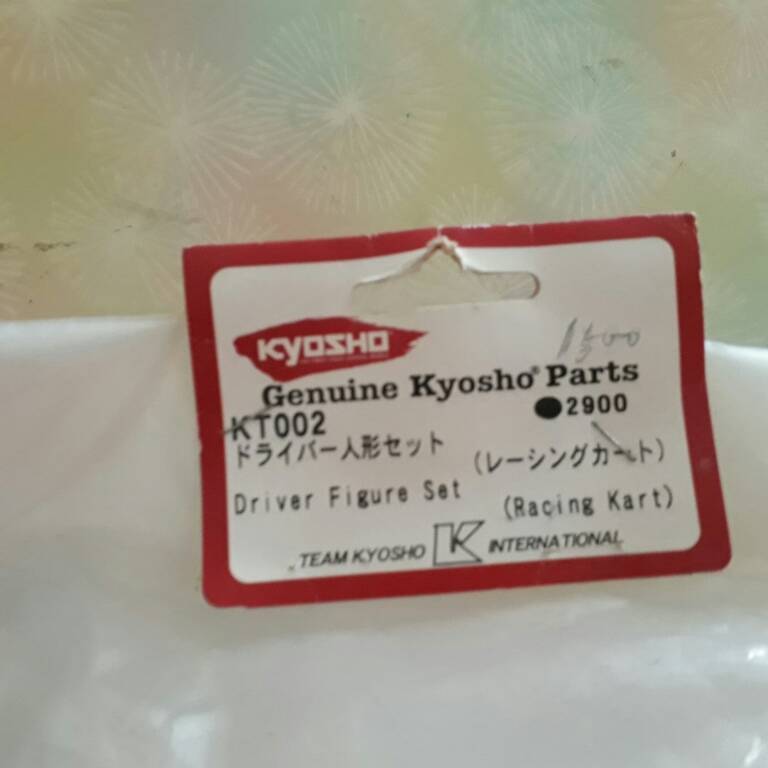 KYOSHO
1500
Genuine Kyosho® Parts
KT002 ●2900
ドライバー人形セット (レーシングカート)
Driver Figure Set (Racing Kart)
TEAM KYOSHO K INTERNATIONAL